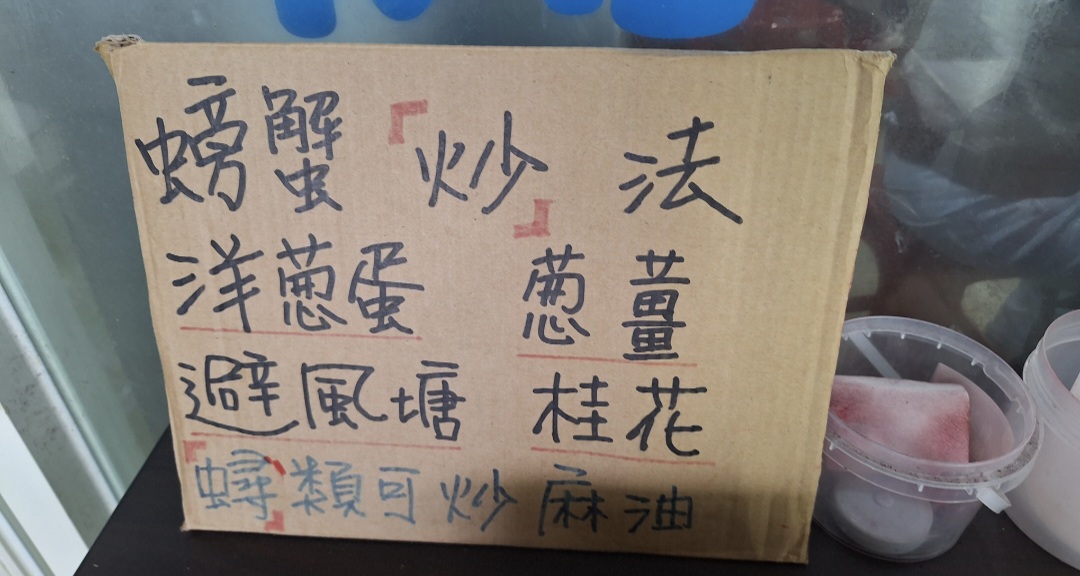 螃蟹「炒」法
洋蔥蛋 蔥薑
避風塘 桂花
「蟳」類可炒麻油